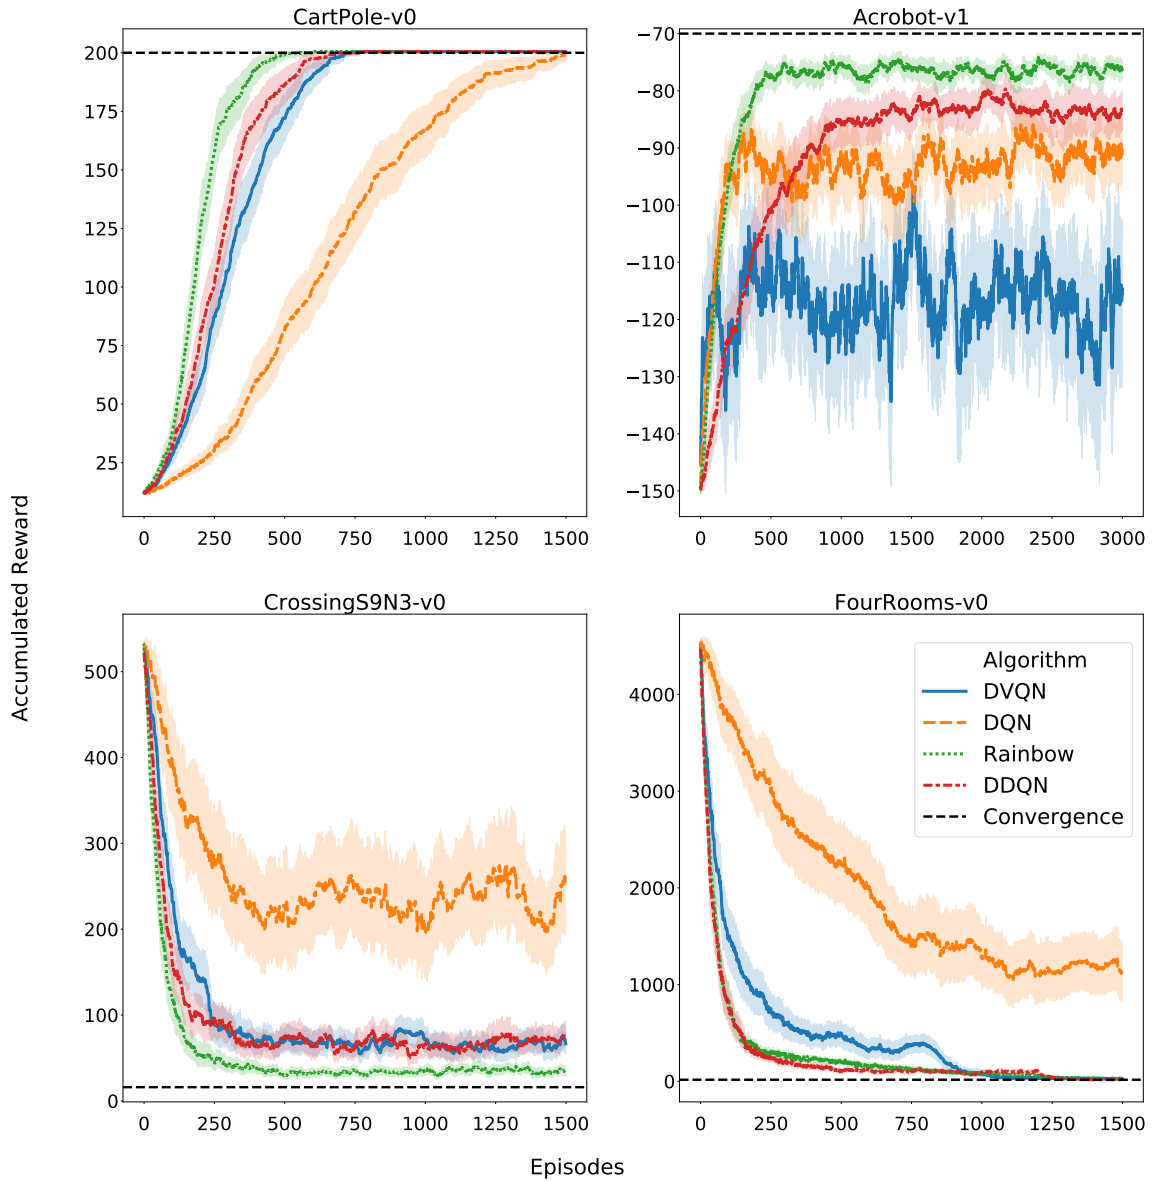 CartPole-v0
200
175
150
125
100
75
50
25
0 250 500 750 1000 1250 1500
Acrobot-v1
−70
−80
−90
−100
−110
−120
−130
−140
−150
0 500 1000 1500 2000 2500 3000
Accumulated Reward
CrossingS9N3-v0
500
400
300
200
100
0
0 250 500 750 1000 1250 1500
FourRooms-v0
4000
3000
2000
1000
0
0 250 500 750 1000 1250 1500
Algorithm
DVQN
DQN
Rainbow
DDQN
Convergence
Episodes